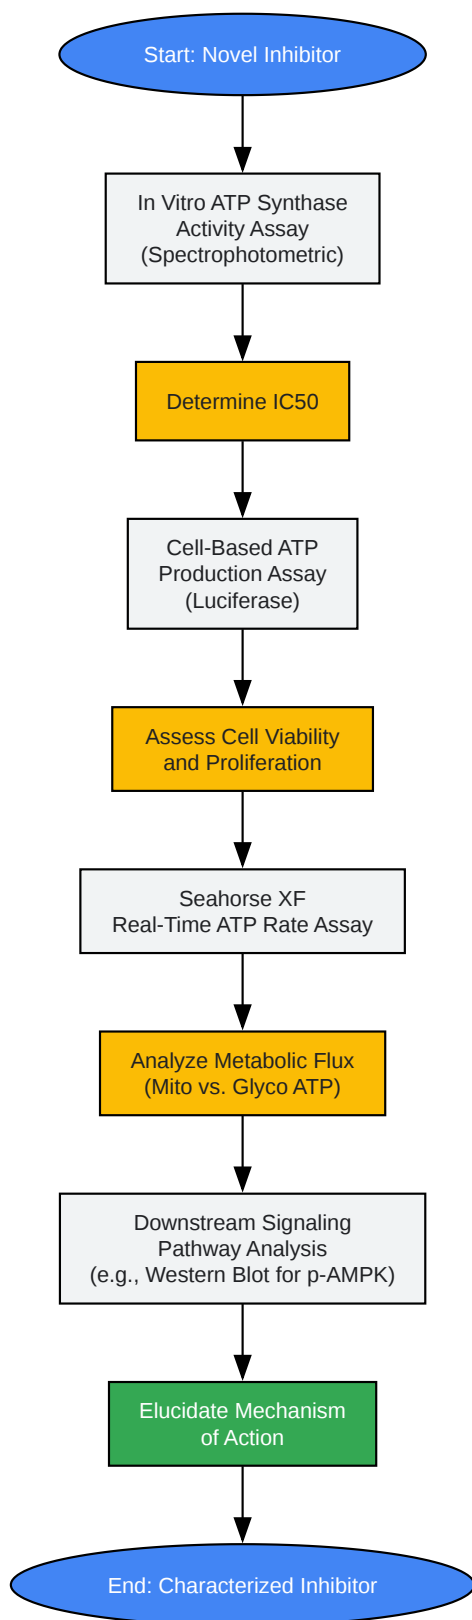 Start: Novel Inhibitor
In Vitro ATP Synthase
Activity Assay
(Spectrophotometric)
Determine IC50
Cell-Based ATP
Production Assay
(Luciferase)
Assess Cell Viability
and Proliferation
Seahorse XF
Real-Time ATP Rate Assay
Analyze Metabolic Flux
(Mito vs. Glyco ATP)
Downstream Signaling
Pathway Analysis
(e.g., Western Blot for p-AMPK)
Elucidate Mechanism
of Action
End: Characterized Inhibitor